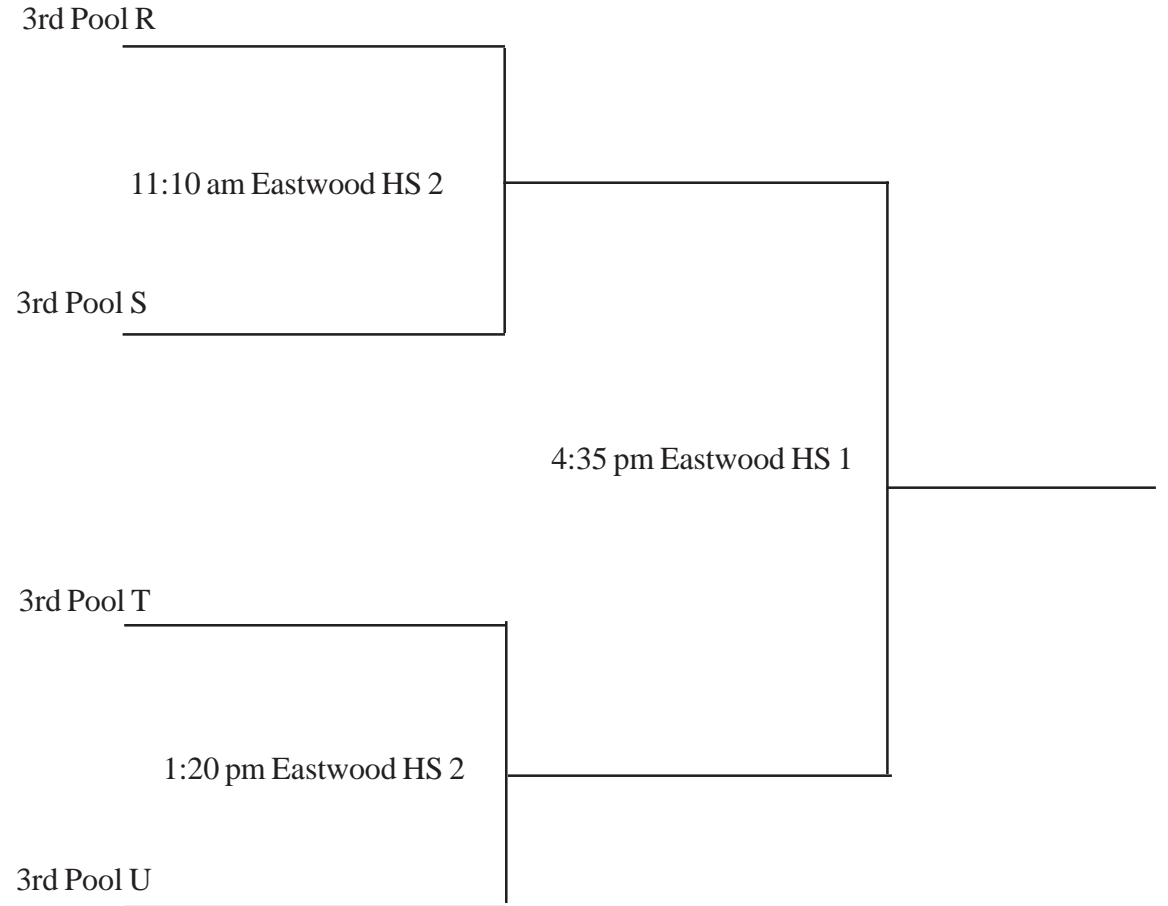 3rd Pool R
11:10 am Eastwood HS 2
3rd Pool S
4:35 pm Eastwood HS 1
3rd Pool T
1:20 pm Eastwood HS 2
3rd Pool U